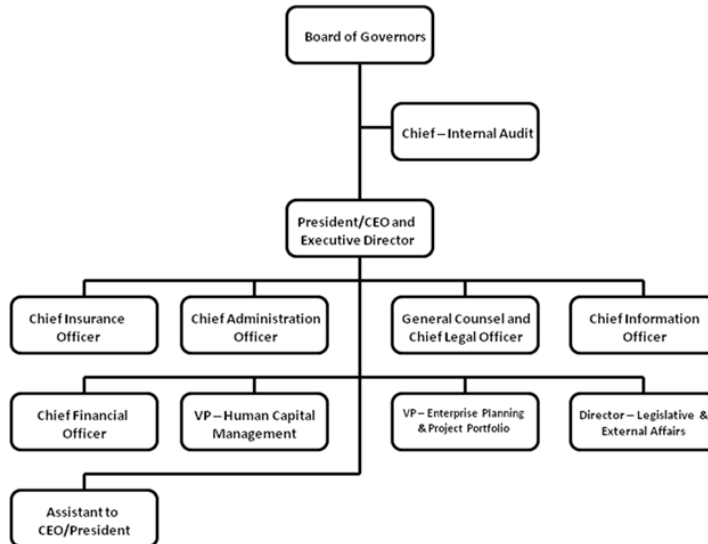 Board of Governors
Chief – Internal Audit
President/CEO and
Executive Director
Chief Insurance
Officer
Chief Administration
Officer
General Counsel and
Chief Legal Officer
Chief Information
Officer
Chief Financial
Officer
VP – Human Capital
Management
VP – Enterprise Planning
& Project Portfolio
Director – Legislative &
External Affairs
Assistant to
CEO/President